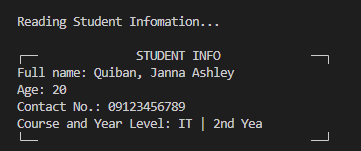 Reading Student Infomation...
STUDENT INFO
Full name: Quiban, Janna Ashley
Age: 20
Contact No.: 09123456789
Course and Year Level: IT | 2nd Yea